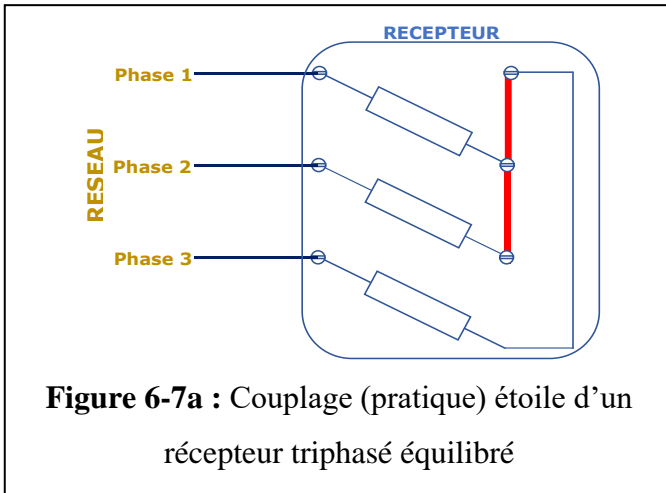 RECEPTEUR
Phase 1
Phase 2
Phase 3
RESEAU
Figure 6-7a : Couplage (pratique) étoile d’un
récepteur triphasé équilibré